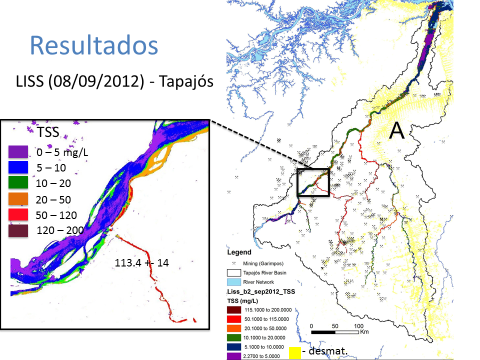 Resultados
LISS (08/09/2012) - Tapajós
TSS
0 – 5 mg/L
5 – 10
10 – 20
20 – 50
50 – 120
120 – 200
113.4 +- 14
A
Legend
Mining (Garimpos)
Tapajós River Basin
River Network
Liss_b2_sep2012_TSS
TSS (mg/L)
115.1000 to 200.0000
50.1000 to 115.0000
20.1000 to 50.0000
10.1000 to 20.0000
5.1000 to 10.0000
2.2760 to 5.0000
0 50 100
Km
- desmat.